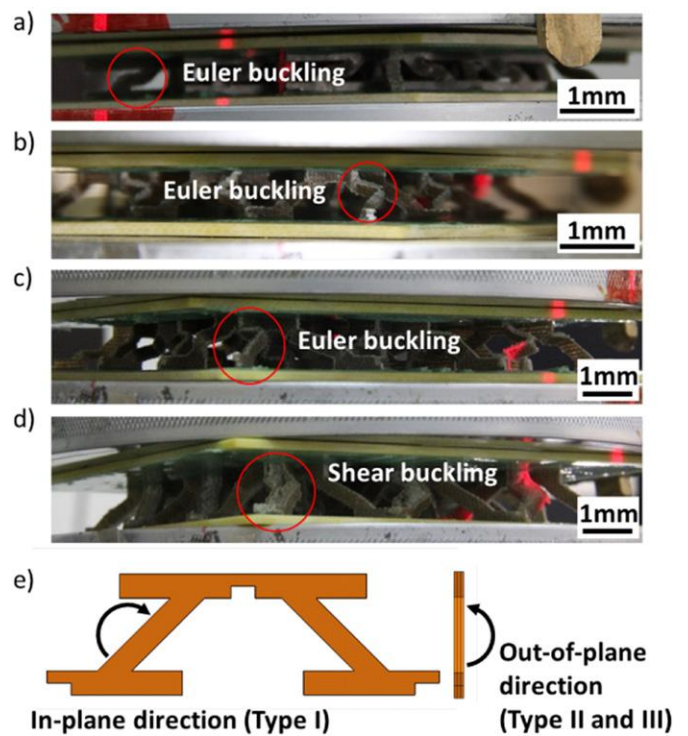 a)
Euler buckling
1mm
b)
Euler buckling
1mm
c)
Euler buckling
1mm
d)
Shear buckling
1mm
e)
In-plane direction (Type I)
Out-of-plane
direction
(Type II and III)